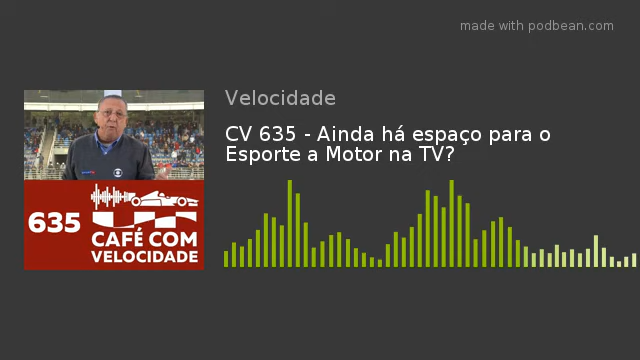 made with podbean.com
Velocidade
CV 635 - Ainda há espaço para o
Esporte a Motor na TV?
635
CAFÉ COM
VELOCIDADE